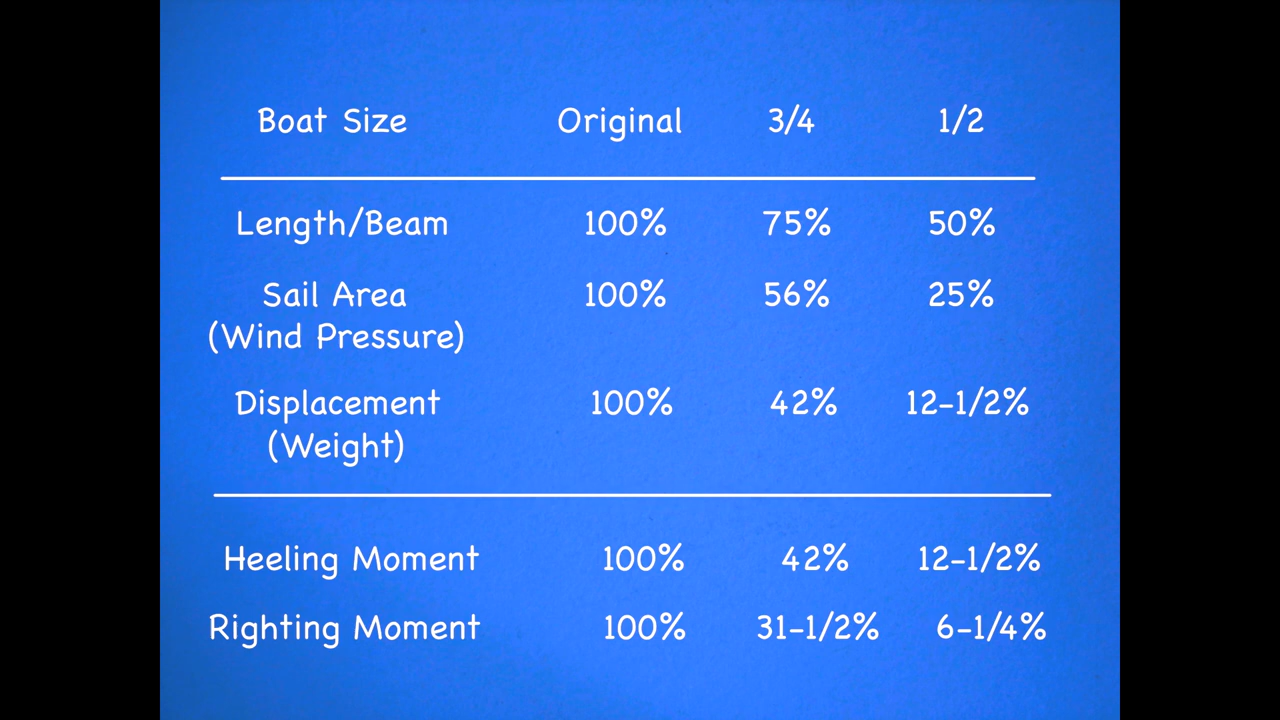 Boat Size Original 3/4 1/2
Length/Beam 100% 75% 50%
Sail Area 100% 56% 25%
(Wind Pressure)
Displacement 100% 42% 12-1/2%
(Weight)
Heeling Moment 100% 42% 12-1/2%
Righting Moment 100% 31-1/2% 6-1/4%